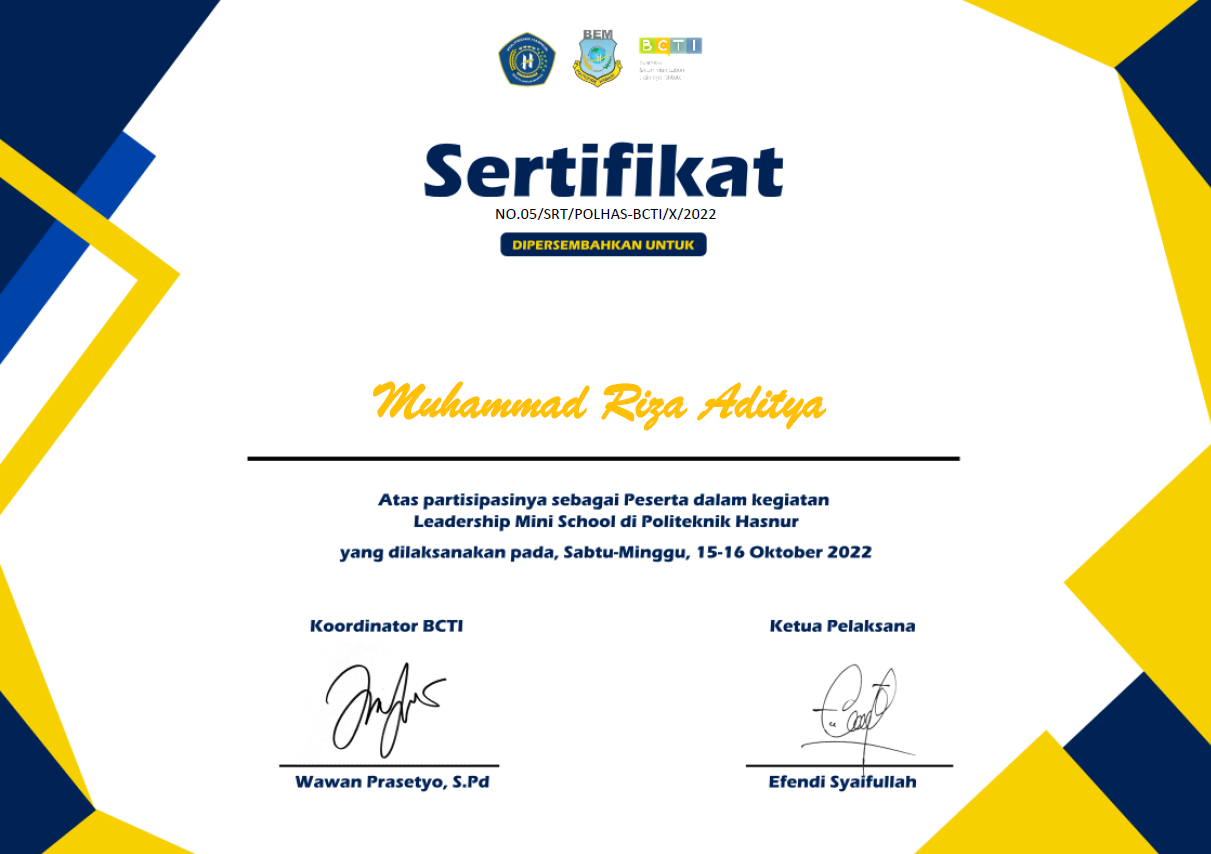 BEM
BCTI
Sertifikat
NO.05/SRT/POLHAS-BCTI/X/2022
DIPERSEMBAHKAN UNTUK
Muhammad Riza Aditya
Atas partisipasinya sebagai Peserta dalam kegiatan
Leadership Mini School di Politeknik Hasnur
yang dilaksanakan pada, Sabtu-Minggu, 15-16 Oktober 2022
Koordinator BCTI
Ketua Pelaksana
Wawan Prasetyo, S.Pd
Efendi Syaifullah